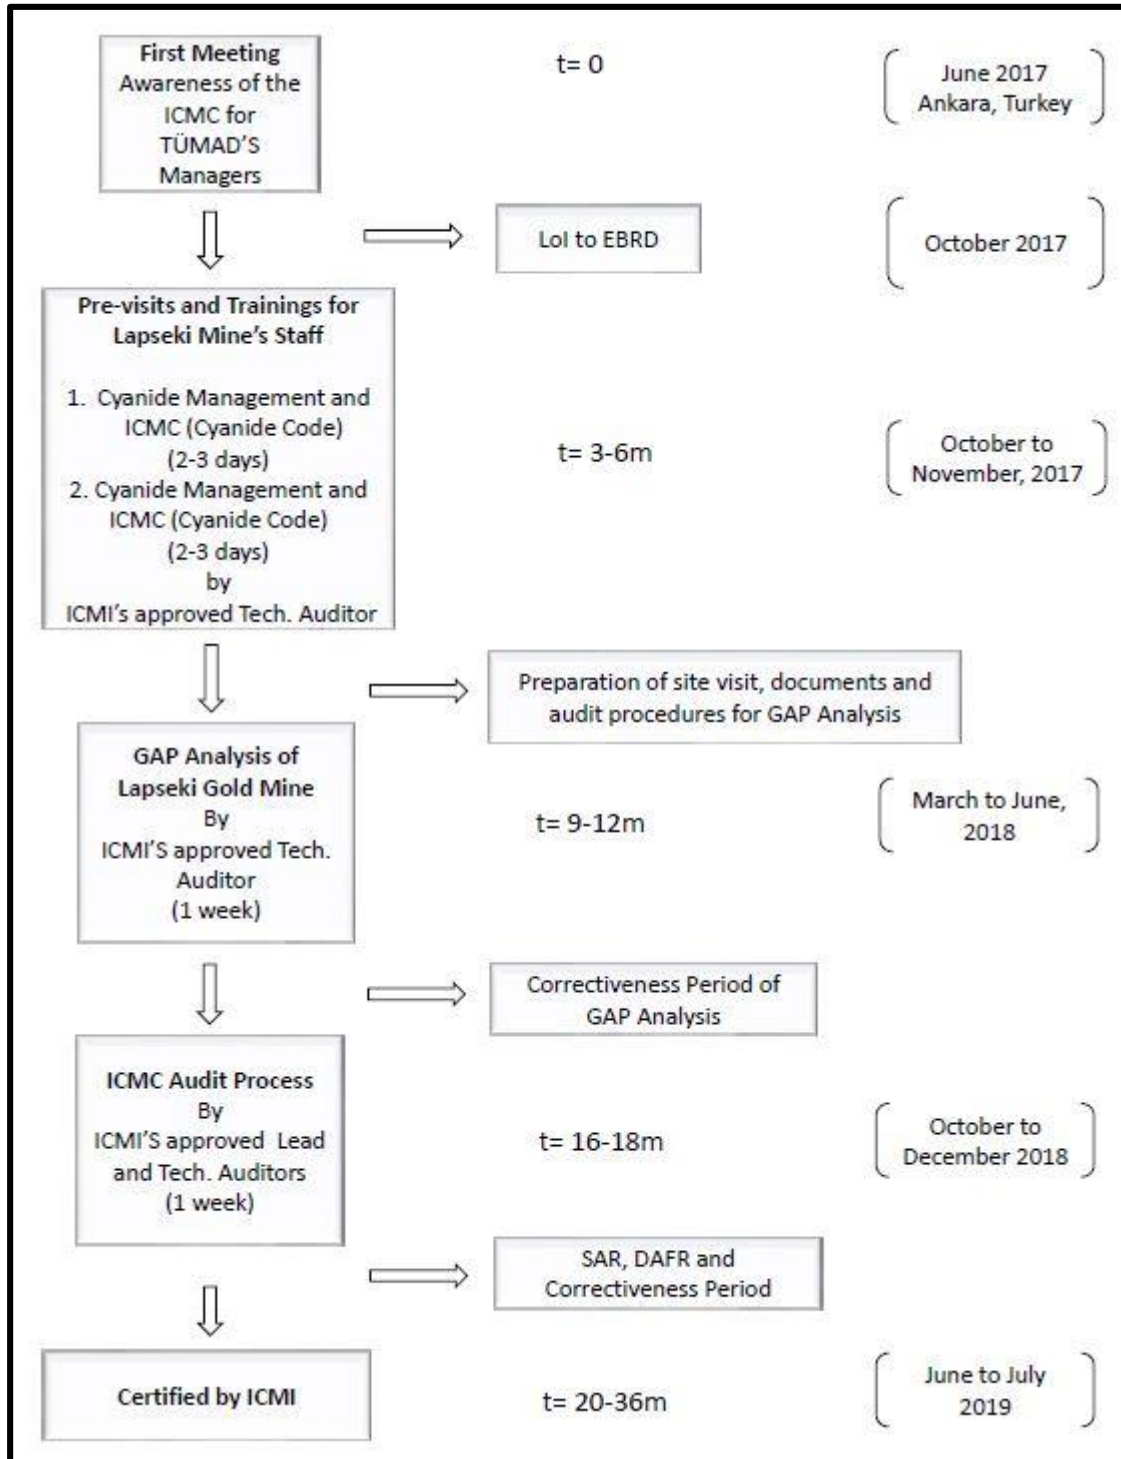 First Meeting
Awareness of the
ICMC for
TÜMAD'S
Managers
t= 0
June 2017
Ankara, Turkey
LoI to EBRD
October 2017
Pre-visits and Trainings for
Lapseki Mine's Staff
1. Cyanide Management and
ICMC (Cyanide Code)
(2-3 days)
2. Cyanide Management and
ICMC (Cyanide Code)
(2-3 days)
by
ICMI's approved Tech. Auditor
t= 3-6m
October to
November, 2017
Preparation of site visit, documents and
audit procedures for GAP Analysis
GAP Analysis of
Lapseki Gold Mine
By
ICMI'S approved Tech.
Auditor
(1 week)
t= 9-12m
March to June,
2018
Correctiveness Period of
GAP Analysis
ICMC Audit Process
By
ICMI'S approved Lead
and Tech. Auditors
(1 week)
t= 16-18m
October to
December 2018
SAR, DAFR and
Correctiveness Period
Certified by ICMI
t= 20-36m
June to July
2019